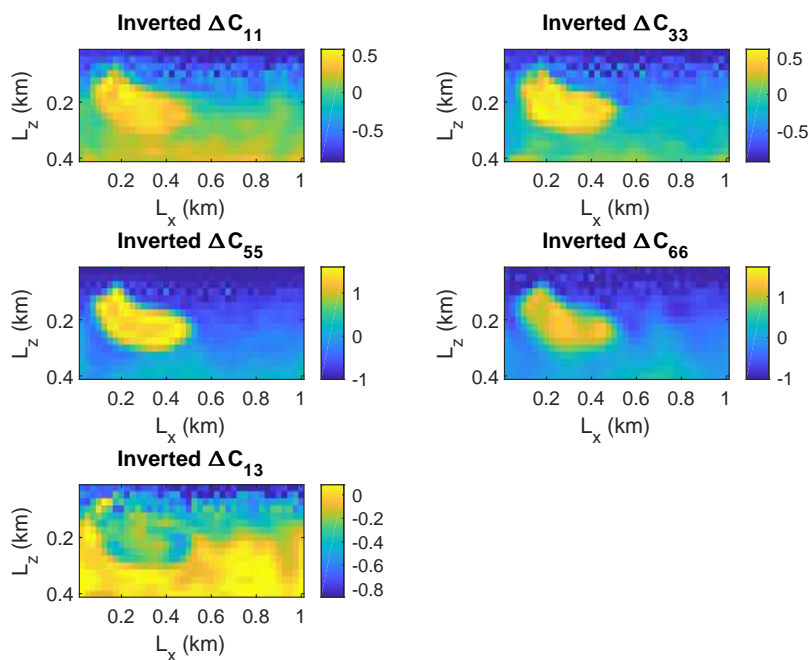 Inverted Δ C11
Inverted Δ C33
0.5
0
-0.5
0.5
0
-0.5
0.2
0.4
0.2
0.4
Lz (km)
Lz (km)
0.2 0.4 0.6 0.8 1
0.2 0.4 0.6 0.8 1
Lx (km)
Lx (km)
Inverted Δ C55
Inverted Δ C66
1
0
-1
1
0
-1
0.2
0.4
0.2
0.4
Lz (km)
Lz (km)
0.2 0.4 0.6 0.8 1
0.2 0.4 0.6 0.8 1
Lx (km)
Lx (km)
Inverted Δ C13
0
-0.2
-0.4
-0.6
-0.8
0.2
0.4
Lz (km)
0.2 0.4 0.6 0.8 1
Lx (km)